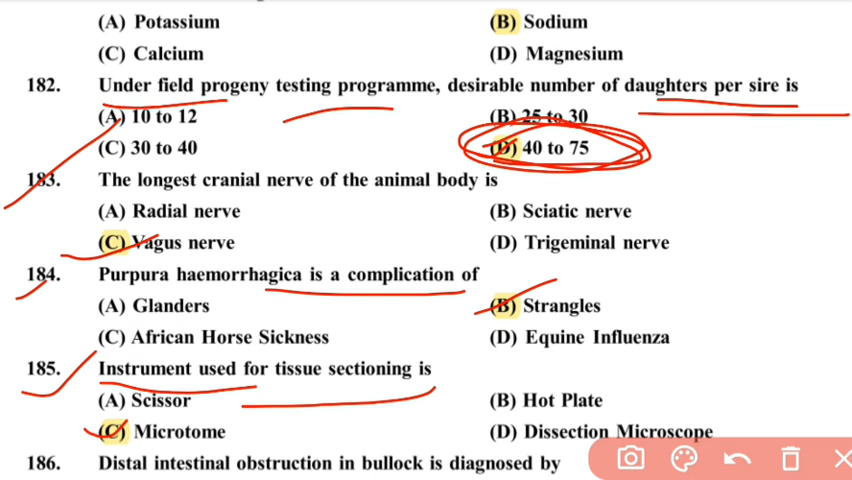 (A) Potassium (B) Sodium
(C) Calcium (D) Magnesium
182. Under field progeny testing programme, desirable number of daughters per sire is
(A) 10 to 12 (B) 25 to 30
(C) 30 to 40 (D) 40 to 75
183. The longest cranial nerve of the animal body is
(A) Radial nerve (B) Sciatic nerve
(C) Vagus nerve (D) Trigeminal nerve
184. Purpura haemorrhagica is a complication of
(A) Glanders (B) Strangles
(C) African Horse Sickness (D) Equine Influenza
185. Instrument used for tissue sectioning is
(A) Scissor (B) Hot Plate
(C) Microtome (D) Dissection Microscope
186. Distal intestinal obstruction in bullock is diagnosed by